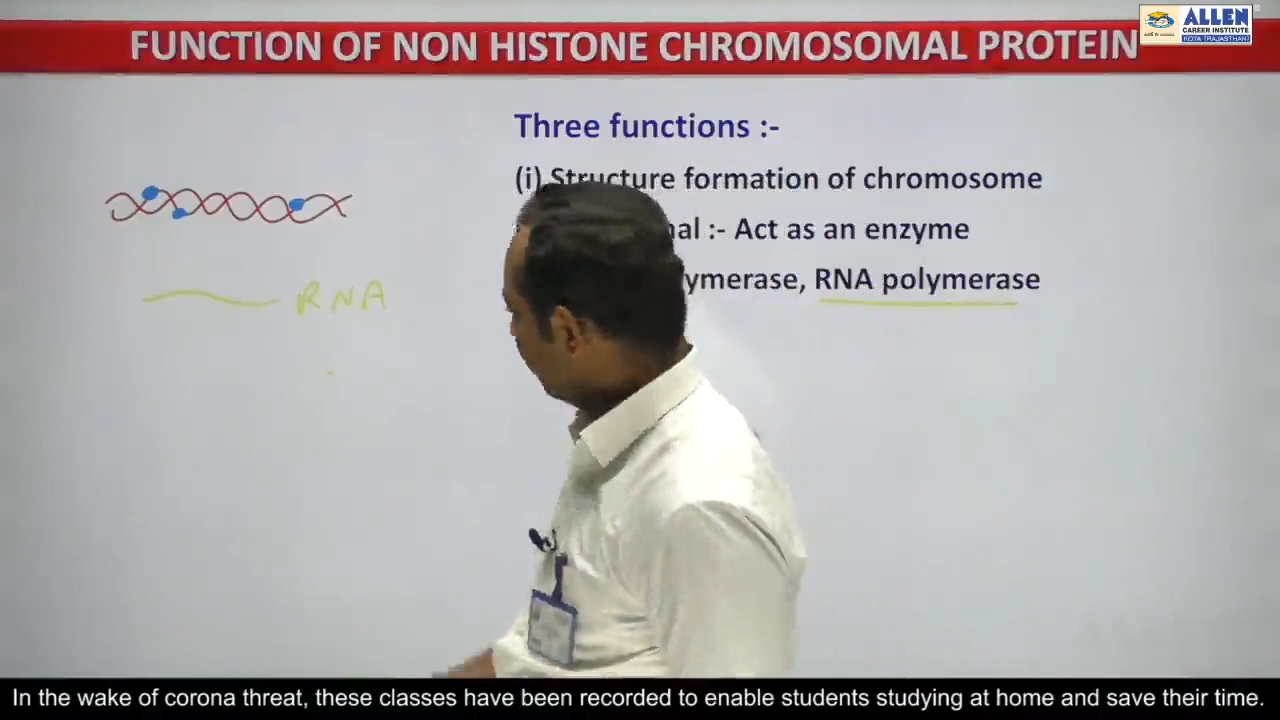 ALLEN
CAREER INSTITUTE
KOTA (RAJASTHAN)
FUNCTION OF NON HISTONE CHROMOSOMAL PROTEIN
Three functions :-
(i) Structure formation of chromosome
:- Act as an enzyme
RNA polymerase
RNA
In the wake of corona threat, these classes have been recorded to enable students studying at home and save their time.